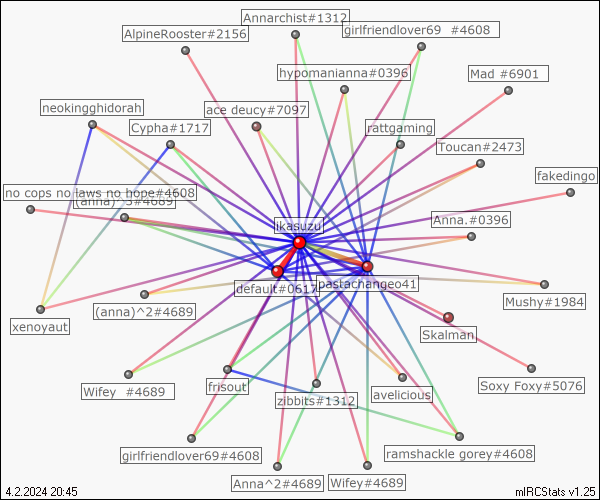 Annarchist#1312
girlfriendlover69 #4608
AlpineRooster#2156
hypomanianna#0396
Mad #6901
neokingghidorah
ace deucy#7097
Cypha#1717
rattgaming
Toucan#2473
fakedingo
no cops no laws no hope#4608
Anna.#0396
ikasuzu
default#0617
pastachangeo41
(anna)^2#4689
Mushy#1984
xenoyaut
Skalman
Wifey #4689
frisout
zibbits#1312
avelicious
Soxy Foxy#5076
girlfriendlover69#4608
ramshackle gorey#4608
Anna^2#4689
Wifey#4689
4.2.2024 20:45
mIRCStats v1.25